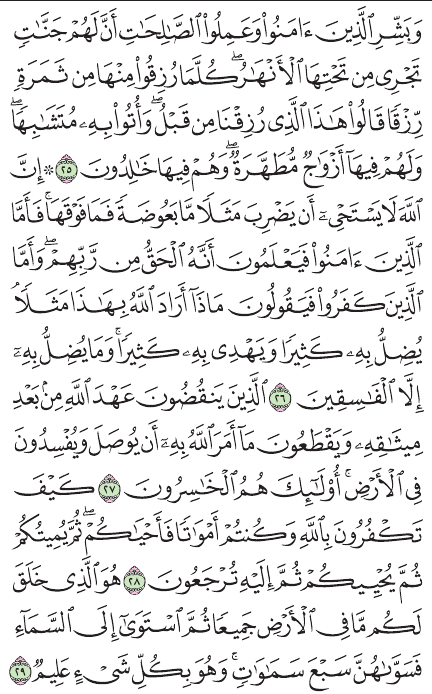 وَبَشِّرِ ٱلَّذِينَ ءَامَنُوا۟ وَعَمِلُوا۟ ٱلصَّـٰلِحَـٰتِ أَنَّ لَهُمْ جَنَّـٰتٍ
تَجْرِى مِن تَحْتِهَا ٱلْأَنْهَـٰرُ ۖ كُلَّمَا رُزِقُوا۟ مِنْهَا مِن ثَمَرَةٍ
رِّزْقًا قَالُوا۟ هَـٰذَا ٱلَّذِى رُزِقْنَا مِن قَبْلُ ۖ وَأُتُوا۟ بِهِۦ مُتَشَـٰبِهًا ۖ
وَلَهُمْ فِيهَآ أَزْوَٰجٌ مُّطَهَّرَةٌ ۖ وَهُمْ فِيهَا خَـٰلِدُونَ ٢٥ ۞ إِنَّ
ٱللَّهَ لَا يَسْتَحْىِۦٓ أَن يَضْرِبَ مَثَلًا مَّا بَعُوضَةً فَمَا فَوْقَهَا ۚ فَأَمَّا
ٱلَّذِينَ ءَامَنُوا۟ فَيَعْلَمُونَ أَنَّهُ ٱلْحَقُّ مِن رَّبِّهِمْ ۖ وَأَمَّا
ٱلَّذِينَ كَفَرُوا۟ فَيَقُولُونَ مَاذَآ أَرَادَ ٱللَّهُ بِهَـٰذَا مَثَلًا ۘ
يُضِلُّ بِهِۦ كَثِيرًا وَيَهْدِى بِهِۦ كَثِيرًا ۚ وَمَا يُضِلُّ بِهِۦٓ
إِلَّا ٱلْفَـٰسِقِينَ ٢٦ ٱلَّذِينَ يَنقُضُونَ عَهْدَ ٱللَّهِ مِنۢ بَعْدِ
مِيثَـٰقِهِۦ وَيَقْطَعُونَ مَآ أَمَرَ ٱللَّهُ بِهِۦٓ أَن يُوصَلَ وَيُفْسِدُونَ
فِى ٱلْأَرْضِ ۚ أُو۟لَـٰٓئِكَ هُمُ ٱلْخَـٰسِرُونَ ٢٧ كَيْفَ
تَكْفُرُونَ بِٱللَّهِ وَكُنتُمْ أَمْوَٰتًا فَأَحْيَـٰكُمْ ۖ ثُمَّ يُمِيتُكُمْ
ثُمَّ يُحْيِيكُمْ ثُمَّ إِلَيْهِ تُرْجَعُونَ ٢٨ هُوَ ٱلَّذِى خَلَقَ
لَكُم مَّا فِى ٱلْأَرْضِ جَمِيعًا ثُمَّ ٱسْتَوَىٰٓ إِلَى ٱلسَّمَآءِ
فَسَوَّىٰهُنَّ سَبْعَ سَمَـٰوَٰتٍ ۚ وَهُوَ بِكُلِّ شَىْءٍ عَلِيمٌ ٢٩